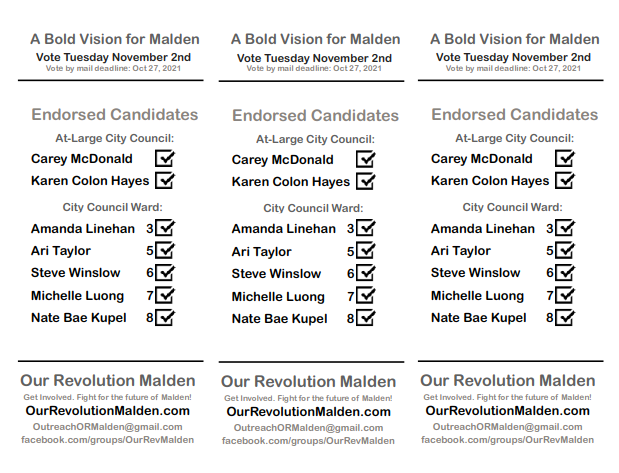 A Bold Vision for Malden
Vote Tuesday November 2nd
Vote by mail deadline: Oct 27, 2021
Endorsed Candidates
At-Large City Council:
Carey McDonald
Karen Colon Hayes
City Council Ward:
Amanda Linehan 3
Ari Taylor 5
Steve Winslow 6
Michelle Luong 7
Nate Bae Kupel 8
Our Revolution Malden
Get Involved. Fight for the future of Malden!
OurRevolutionMalden.com
OutreachORMalden@gmail.com
facebook.com/groups/OurRevMalden
A Bold Vision for Malden
Vote Tuesday November 2nd
Vote by mail deadline: Oct 27, 2021
Endorsed Candidates
At-Large City Council:
Carey McDonald
Karen Colon Hayes
City Council Ward:
Amanda Linehan 3
Ari Taylor 5
Steve Winslow 6
Michelle Luong 7
Nate Bae Kupel 8
Our Revolution Malden
Get Involved. Fight for the future of Malden!
OurRevolutionMalden.com
OutreachORMalden@gmail.com
facebook.com/groups/OurRevMalden
A Bold Vision for Malden
Vote Tuesday November 2nd
Vote by mail deadline: Oct 27, 2021
Endorsed Candidates
At-Large City Council:
Carey McDonald
Karen Colon Hayes
City Council Ward:
Amanda Linehan 3
Ari Taylor 5
Steve Winslow 6
Michelle Luong 7
Nate Bae Kupel 8
Our Revolution Malden
Get Involved. Fight for the future of Malden!
OurRevolutionMalden.com
OutreachORMalden@gmail.com
facebook.com/groups/OurRevMalden